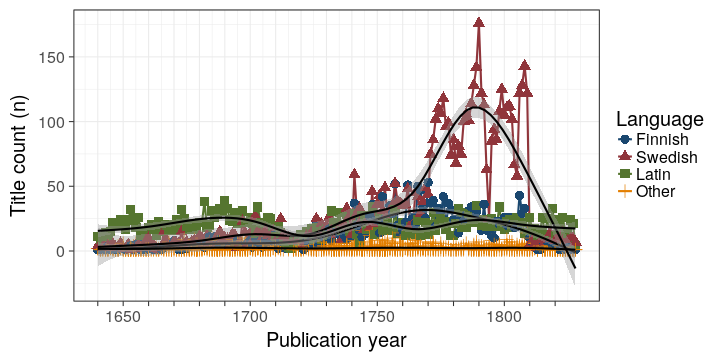 150
100
50
0
Title count (n)
1650
1700
1750
1800
Publication year
Language
Finnish
Swedish
Latin
Other